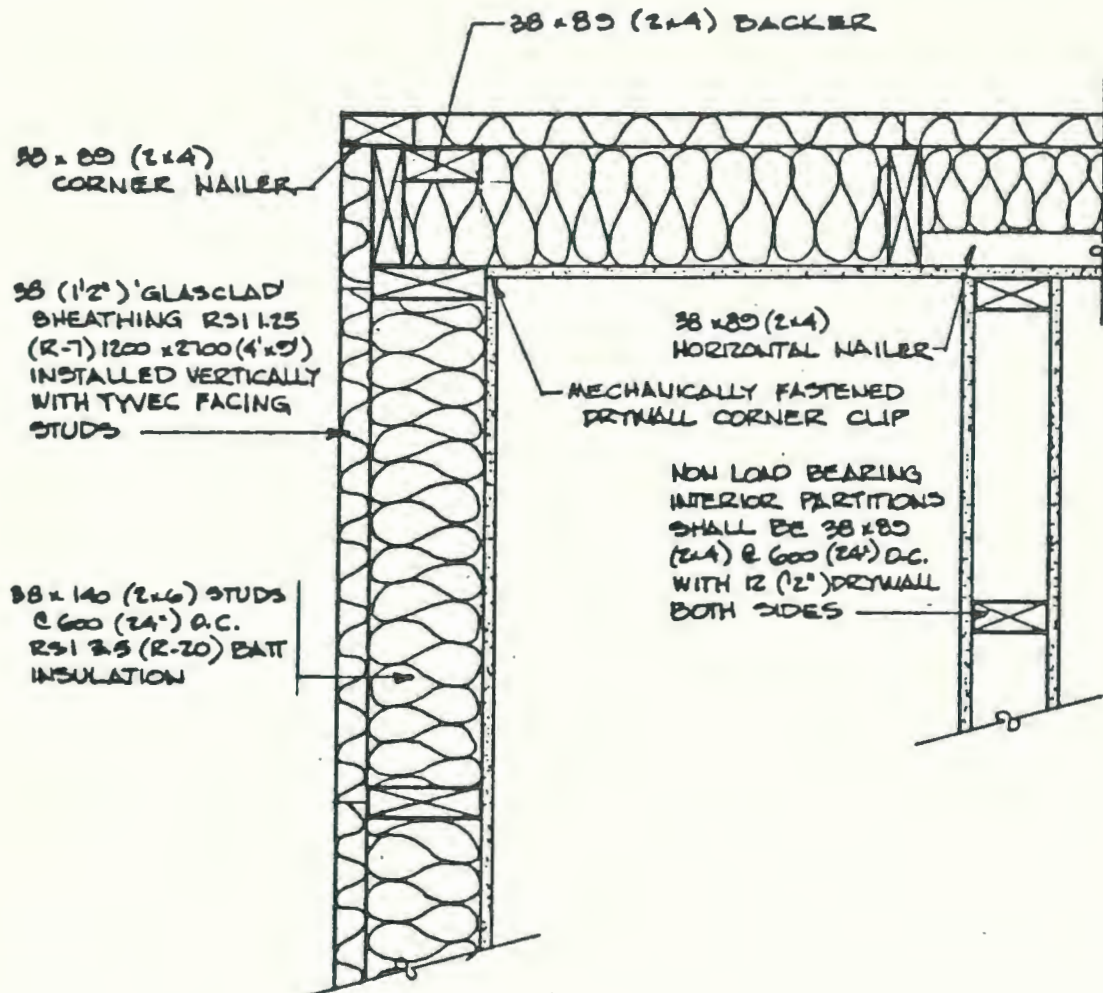 38 x 89 (2x4) BACKER
38 x 89 (2x4)
CORNER NAILER
38 (1'2") 'GLASCLAD'
SHEATHING RSI 1.25
(R-7) 1200 x 2700 (4'x9')
INSTALLED VERTICALLY
WITH TYVEC FACING
STUDS
38 x 89 (2x4)
HORIZONTAL NAILER
MECHANICALLY FASTENED
DRYWALL CORNER CLIP
NON LOAD BEARING
INTERIOR PARTITIONS
SHALL BE 38 x 89
(2x4) @ 600 (24") O.C.
WITH 12 (2") DRYWALL
BOTH SIDES
38 x 140 (2x6) STUDS
@ 600 (24") O.C.
RSI 3.5 (R-20) BATT
INSULATION